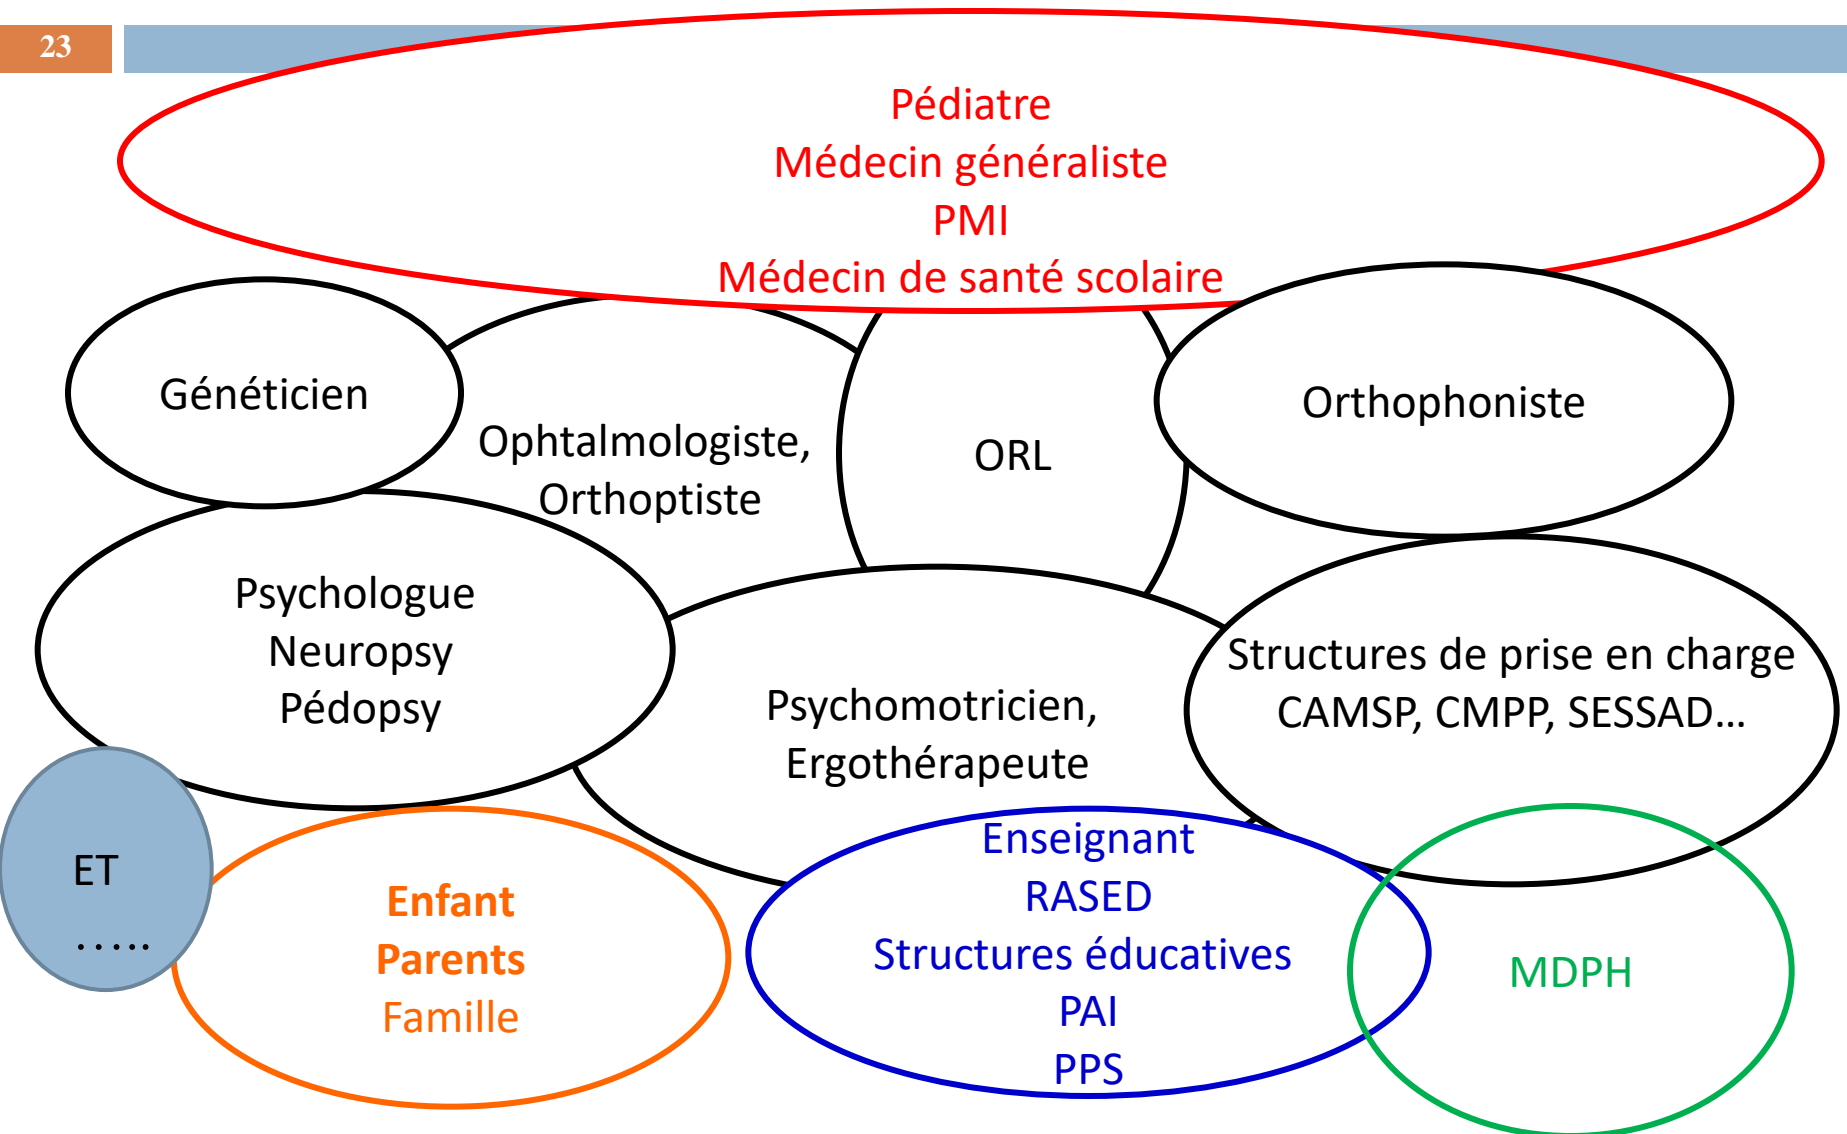 23
Pédiatre
Médecin généraliste
PMI
Médecin de santé scolaire
Généticien
Ophtalmologiste,
Orthoptiste
ORL
Orthophoniste
Psychologue
Neuropsy
Pédopsy
Psychomotricien,
Ergothérapeute
Structures de prise en charge
CAMSP, CMPP, SESSAD…
ET
…..
Enfant
Parents
Famille
Enseignant
RASED
Structures éducatives
PAI
PPS
MDPH